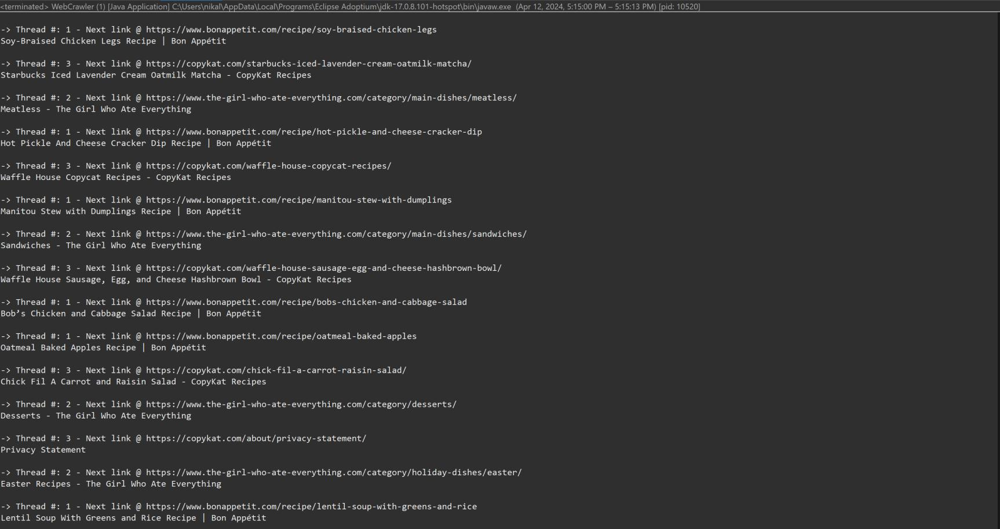 <terminated> WebCrawler (1) [Java Application] C:\Users\nikal\AppData\Local\Programs\Eclipse Adoptium\jdk-17.0.8.101-hotspot\bin\javaw.exe (Apr 12, 2024, 5:15:00 PM – 5:15:13 PM) [pid: 10520]
-> Thread #: 1 - Next link @ https://www.bonappetit.com/recipe/soy-braised-chicken-legs
Soy-Braised Chicken Legs Recipe | Bon Appétit
-> Thread #: 3 - Next link @ https://copykat.com/starbucks-iced-lavender-cream-oatmilk-matcha/
Starbucks Iced Lavender Cream Oatmilk Matcha - CopyKat Recipes
-> Thread #: 2 - Next link @ https://www.the-girl-who-ate-everything.com/category/main-dishes/meatless/
Meatless - The Girl Who Ate Everything
-> Thread #: 1 - Next link @ https://www.bonappetit.com/recipe/hot-pickle-and-cheese-cracker-dip
Hot Pickle And Cheese Cracker Dip Recipe | Bon Appétit
-> Thread #: 3 - Next link @ https://copykat.com/waffle-house-copycat-recipes/
Waffle House Copycat Recipes - CopyKat Recipes
-> Thread #: 1 - Next link @ https://www.bonappetit.com/recipe/manitou-stew-with-dumplings
Manitou Stew with Dumplings Recipe | Bon Appétit
-> Thread #: 2 - Next link @ https://www.the-girl-who-ate-everything.com/category/main-dishes/sandwiches/
Sandwiches - The Girl Who Ate Everything
-> Thread #: 3 - Next link @ https://copykat.com/waffle-house-sausage-egg-and-cheese-hashbrown-bowl/
Waffle House Sausage, Egg, and Cheese Hashbrown Bowl - CopyKat Recipes
-> Thread #: 1 - Next link @ https://www.bonappetit.com/recipe/bobs-chicken-and-cabbage-salad
Bob’s Chicken and Cabbage Salad Recipe | Bon Appétit
-> Thread #: 1 - Next link @ https://www.bonappetit.com/recipe/oatmeal-baked-apples
Oatmeal Baked Apples Recipe | Bon Appétit
-> Thread #: 3 - Next link @ https://copykat.com/chick-fil-a-carrot-raisin-salad/
Chick Fil A Carrot and Raisin Salad - CopyKat Recipes
-> Thread #: 2 - Next link @ https://www.the-girl-who-ate-everything.com/category/desserts/
Desserts - The Girl Who Ate Everything
-> Thread #: 3 - Next link @ https://copykat.com/about/privacy-statement/
Privacy Statement
-> Thread #: 2 - Next link @ https://www.the-girl-who-ate-everything.com/category/holiday-dishes/easter/
Easter Recipes - The Girl Who Ate Everything
-> Thread #: 1 - Next link @ https://www.bonappetit.com/recipe/lentil-soup-with-greens-and-rice
Lentil Soup With Greens and Rice Recipe | Bon Appétit